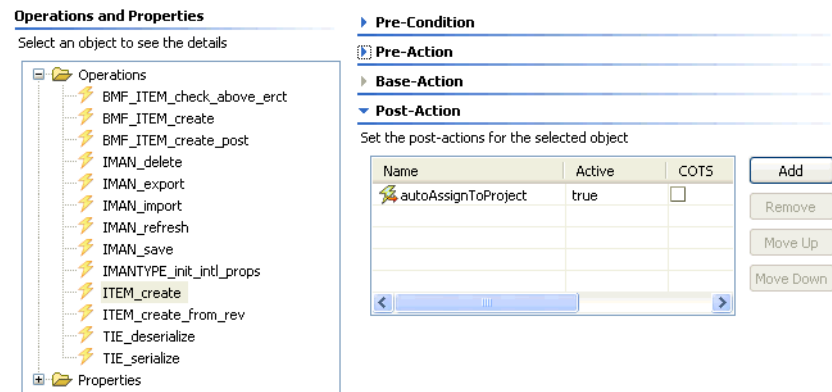 Operations and Properties
Select an object to see the details
Operations
BMF_ITEM_check_above_erct
BMF_ITEM_create
BMF_ITEM_create_post
IMAN_delete
IMAN_export
IMAN_import
IMAN_refresh
IMAN_save
IMANTYPE_init_intl_props
ITEM_create
ITEM_create_from_rev
TIE_deserialize
TIE_serialize
Properties
Pre-Condition
Pre-Action
Base-Action
Post-Action
Set the post-actions for the selected object
Name Active COTS
autoAssignToProject true
Add
Remove
Move Up
Move Down